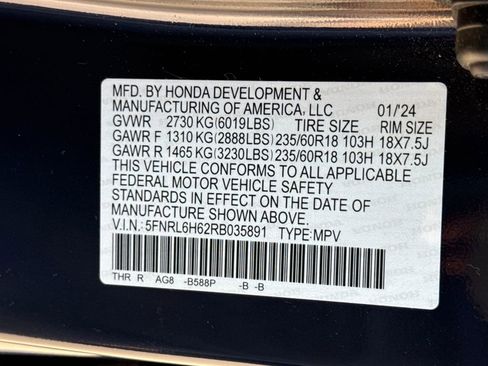 MFD. BY HONDA DEVELOPMENT &
MANUFACTURING OF AMERICA, LLC 01/'24
GVWR 2730 KG (6019LBS) TIRE SIZE RIM SIZE
GAWR F 1310 KG (2888LBS) 235/60R18 103H 18X7.5J
GAWR R 1465 KG (3230LBS) 235/60R18 103H 18X7.5J
THIS VEHICLE CONFORMS TO ALL APPLICABLE
FEDERAL MOTOR VEHICLE SAFETY
STANDARDS IN EFFECT ON THE DATE OF
MANUFACTURE SHOWN ABOVE.
V.I.N.: 5FNRL6H62RB035891 TYPE: MPV
THR R AG8 -B588P -B -B